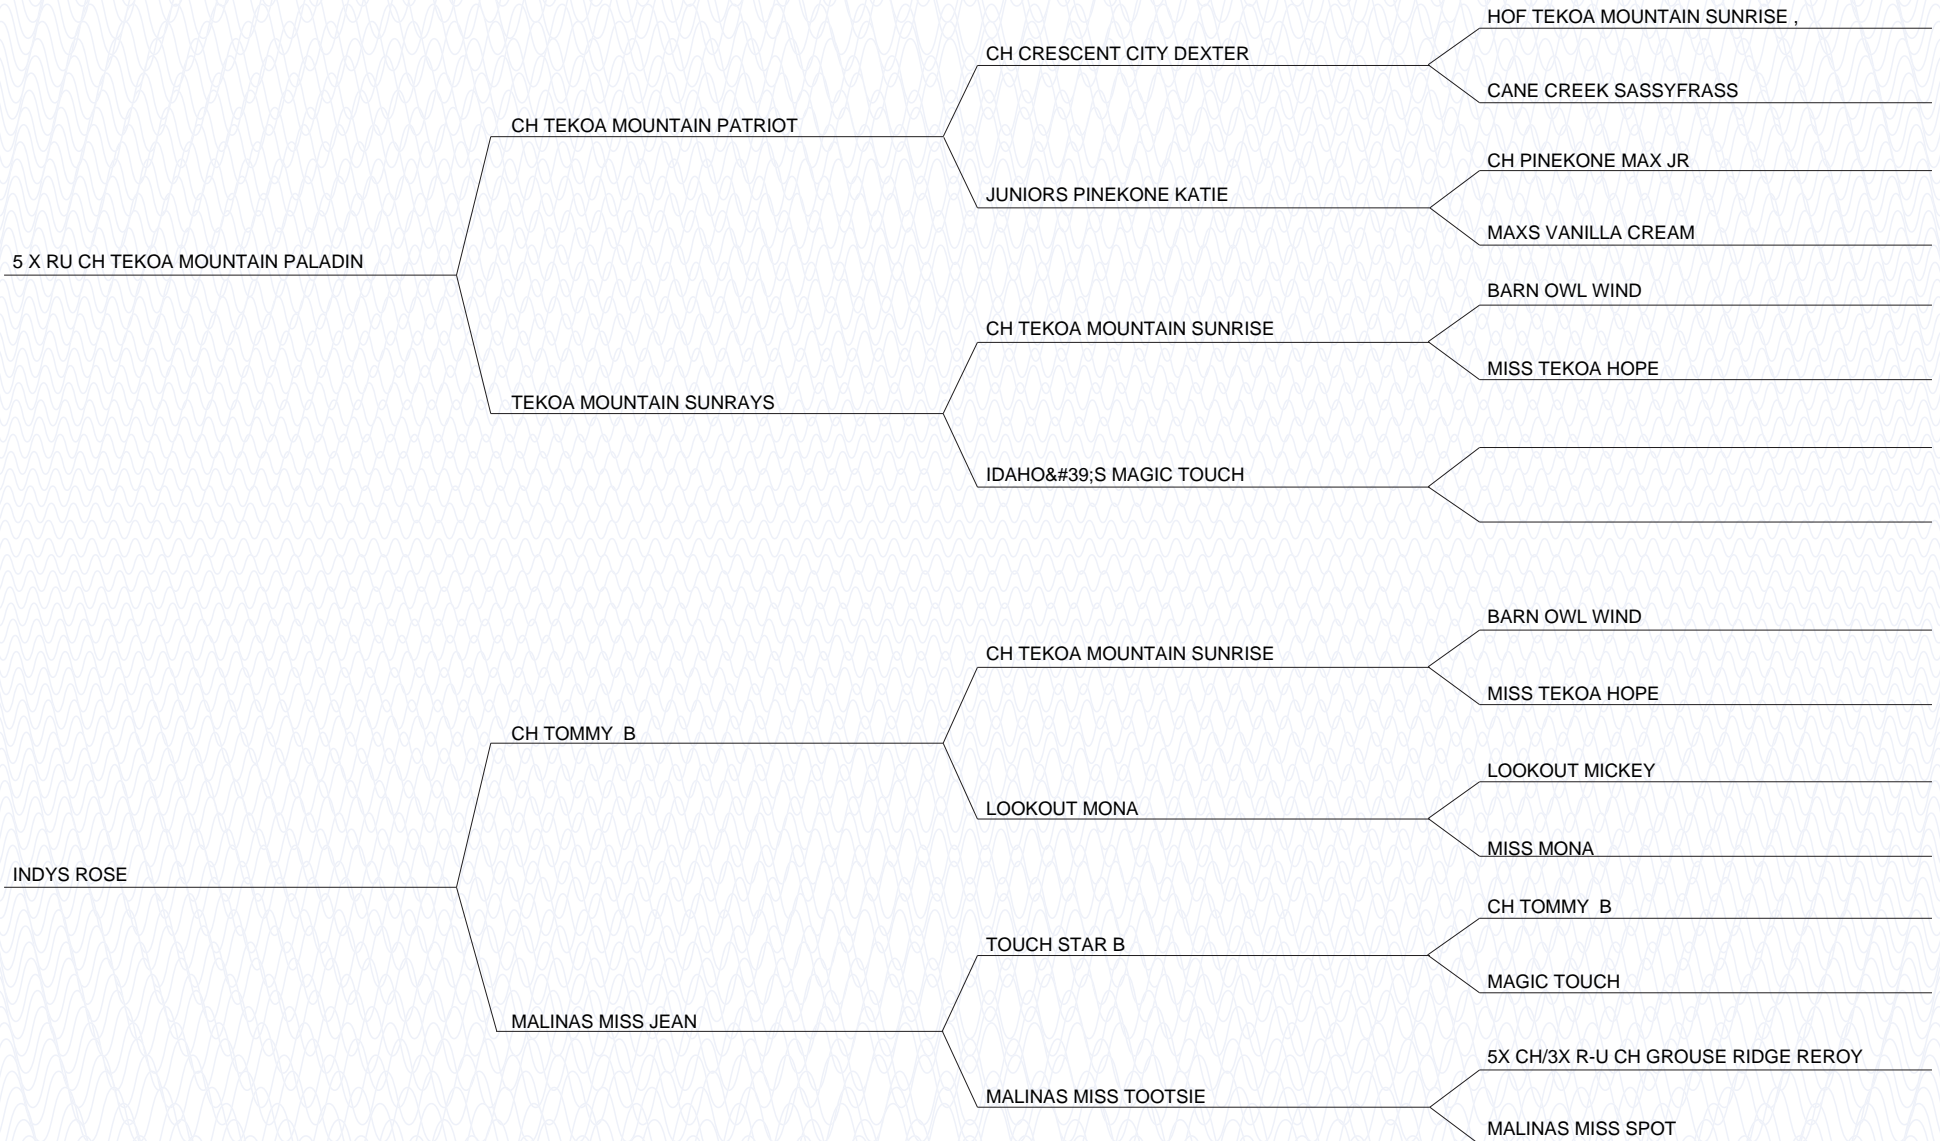 HOF TEKOA MOUNTAIN SUNRISE ,
CH CRESCENT CITY DEXTER
CANE CREEK SASSYFRASS
CH TEKOA MOUNTAIN PATRIOT
CH PINEKONE MAX JR
JUNIORS PINEKONE KATIE
MAXS VANILLA CREAM
5 X RU CH TEKOA MOUNTAIN PALADIN
BARN OWL WIND
CH TEKOA MOUNTAIN SUNRISE
MISS TEKOA HOPE
TEKOA MOUNTAIN SUNRAYS
IDAHO&#39;S MAGIC TOUCH
BARN OWL WIND
CH TEKOA MOUNTAIN SUNRISE
MISS TEKOA HOPE
CH TOMMY  B
LOOKOUT MICKEY
LOOKOUT MONA
MISS MONA
INDYS ROSE
CH TOMMY  B
TOUCH STAR B
MAGIC TOUCH
MALINAS MISS JEAN
5X CH/3X R-U CH GROUSE RIDGE REROY
MALINAS MISS TOOTSIE
MALINAS MISS SPOT